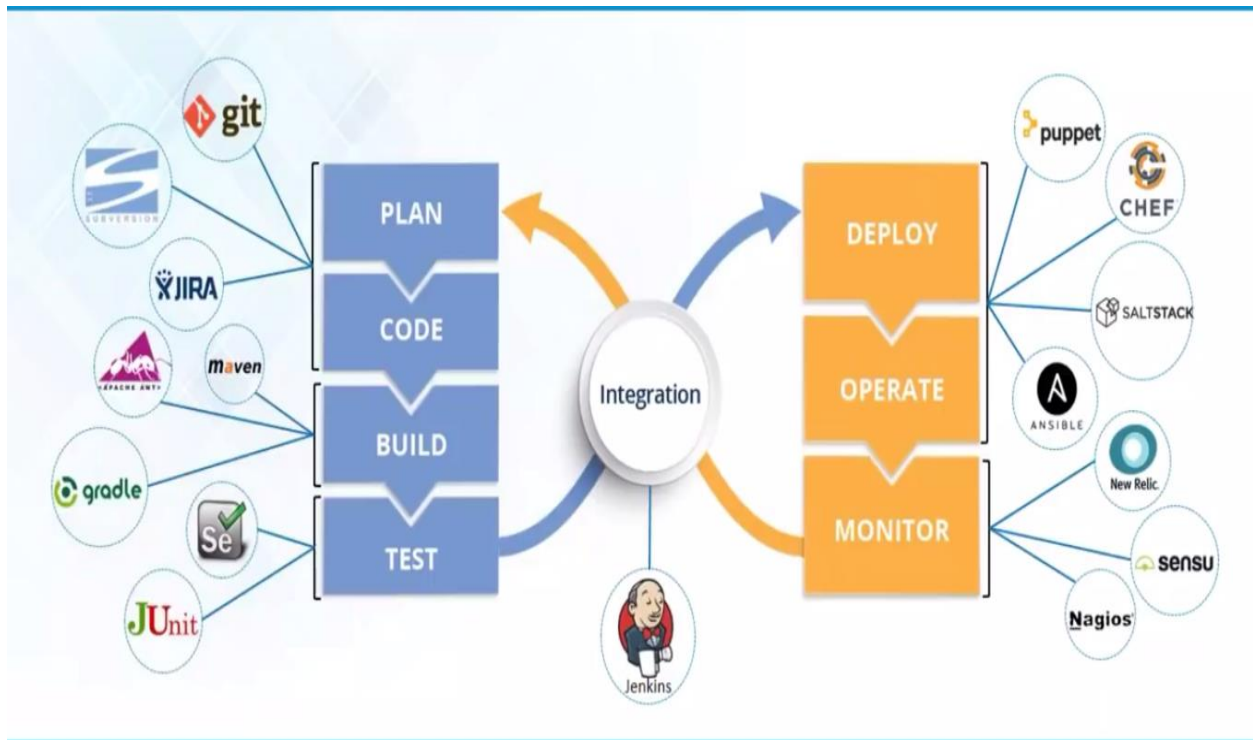 git
SUBVERSION
JIRA
APACHE ANT
maven
gradle
Se
JUnit
PLAN
CODE
BUILD
TEST
Integration
Jenkins
DEPLOY
OPERATE
MONITOR
puppet
CHEF
SALTSTACK
ANSIBLE
New Relic.
sensu
Nagios